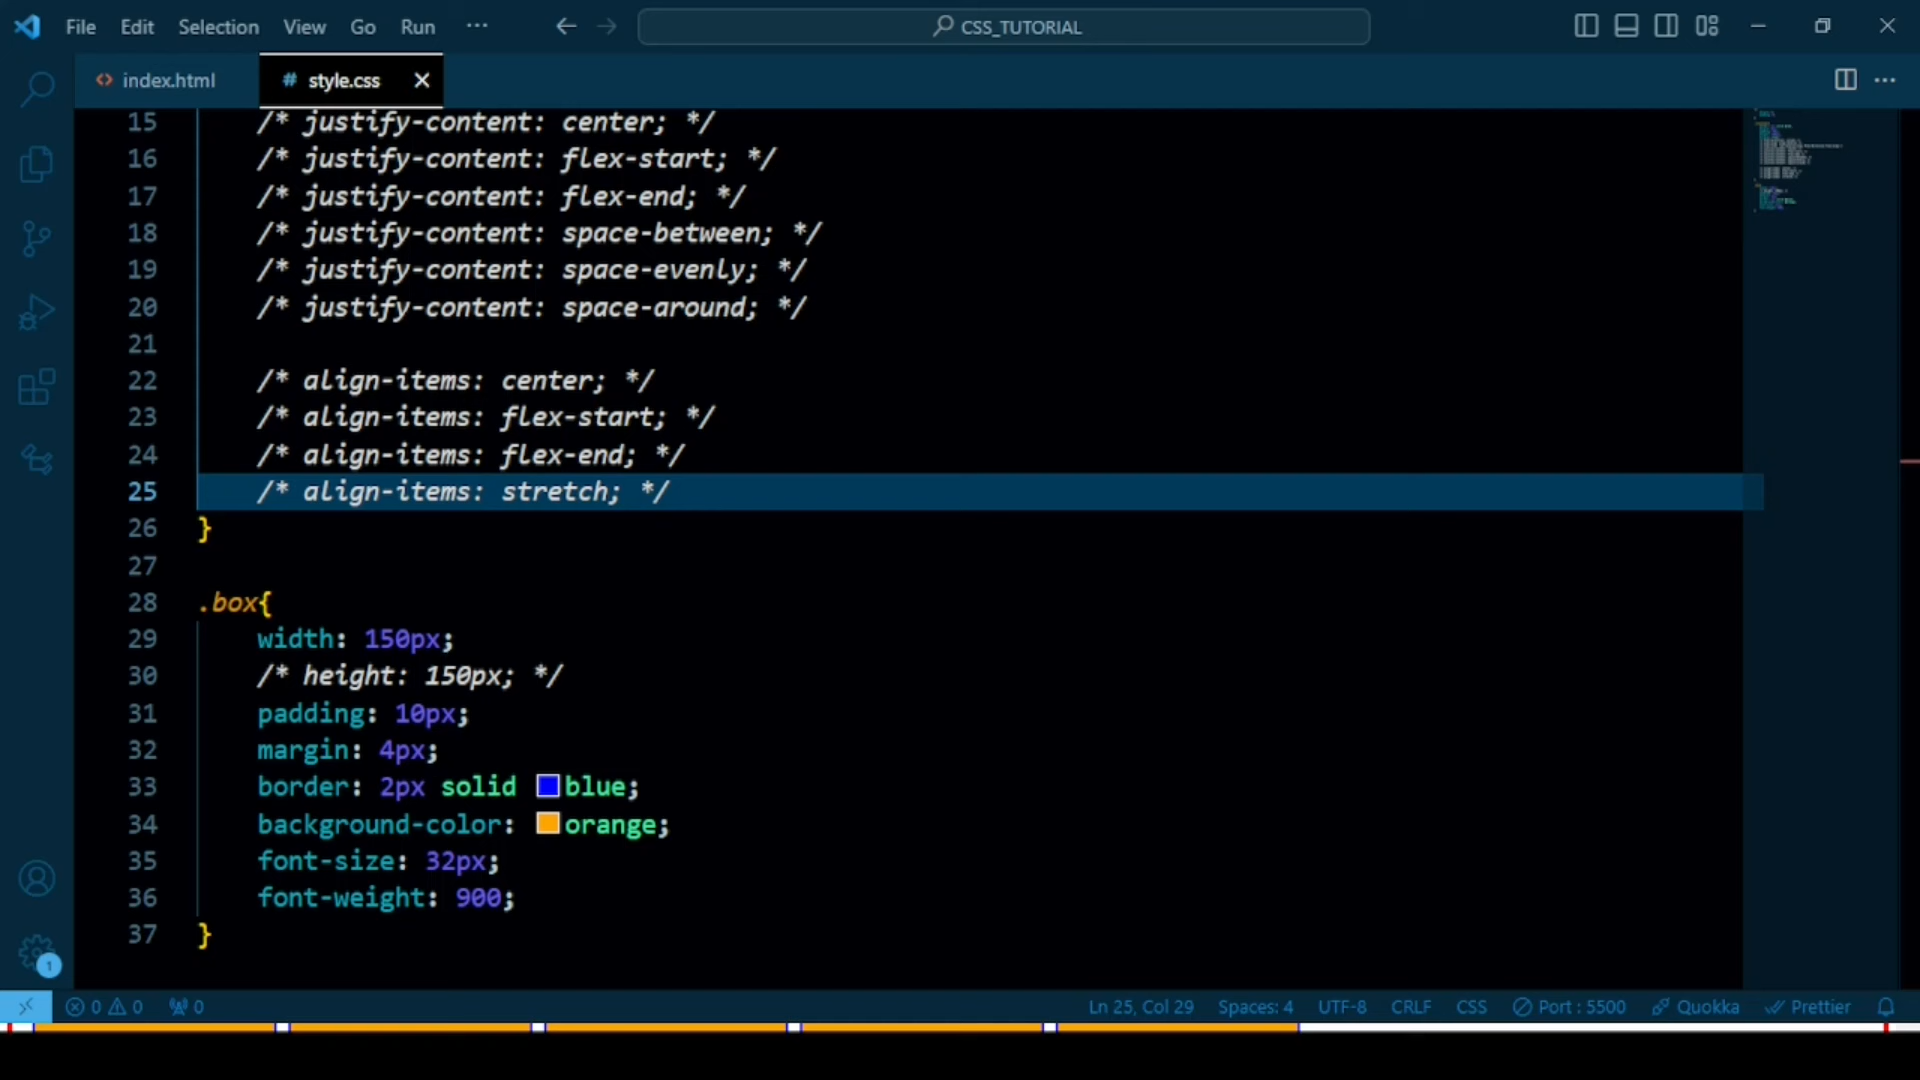 File Edit Selection View Go Run ··· CSS_TUTORIAL
index.html # style.css
15 /* justify-content: center; */
16 /* justify-content: flex-start; */
17 /* justify-content: flex-end; */
18 /* justify-content: space-between; */
19 /* justify-content: space-evenly; */
20 /* justify-content: space-around; */
21
22 /* align-items: center; */
23 /* align-items: flex-start; */
24 /* align-items: flex-end; */
25 /* align-items: stretch; */
26 }
27
28 .box{
29 width: 150px;
30 /* height: 150px; */
31 padding: 10px;
32 margin: 4px;
33 border: 2px solid blue;
34 background-color: orange;
35 font-size: 32px;
36 font-weight: 900;
37 }
1
0 0 0 Ln 25, Col 29 Spaces: 4 UTF-8 CRLF CSS Port : 5500 Quokka Prettier